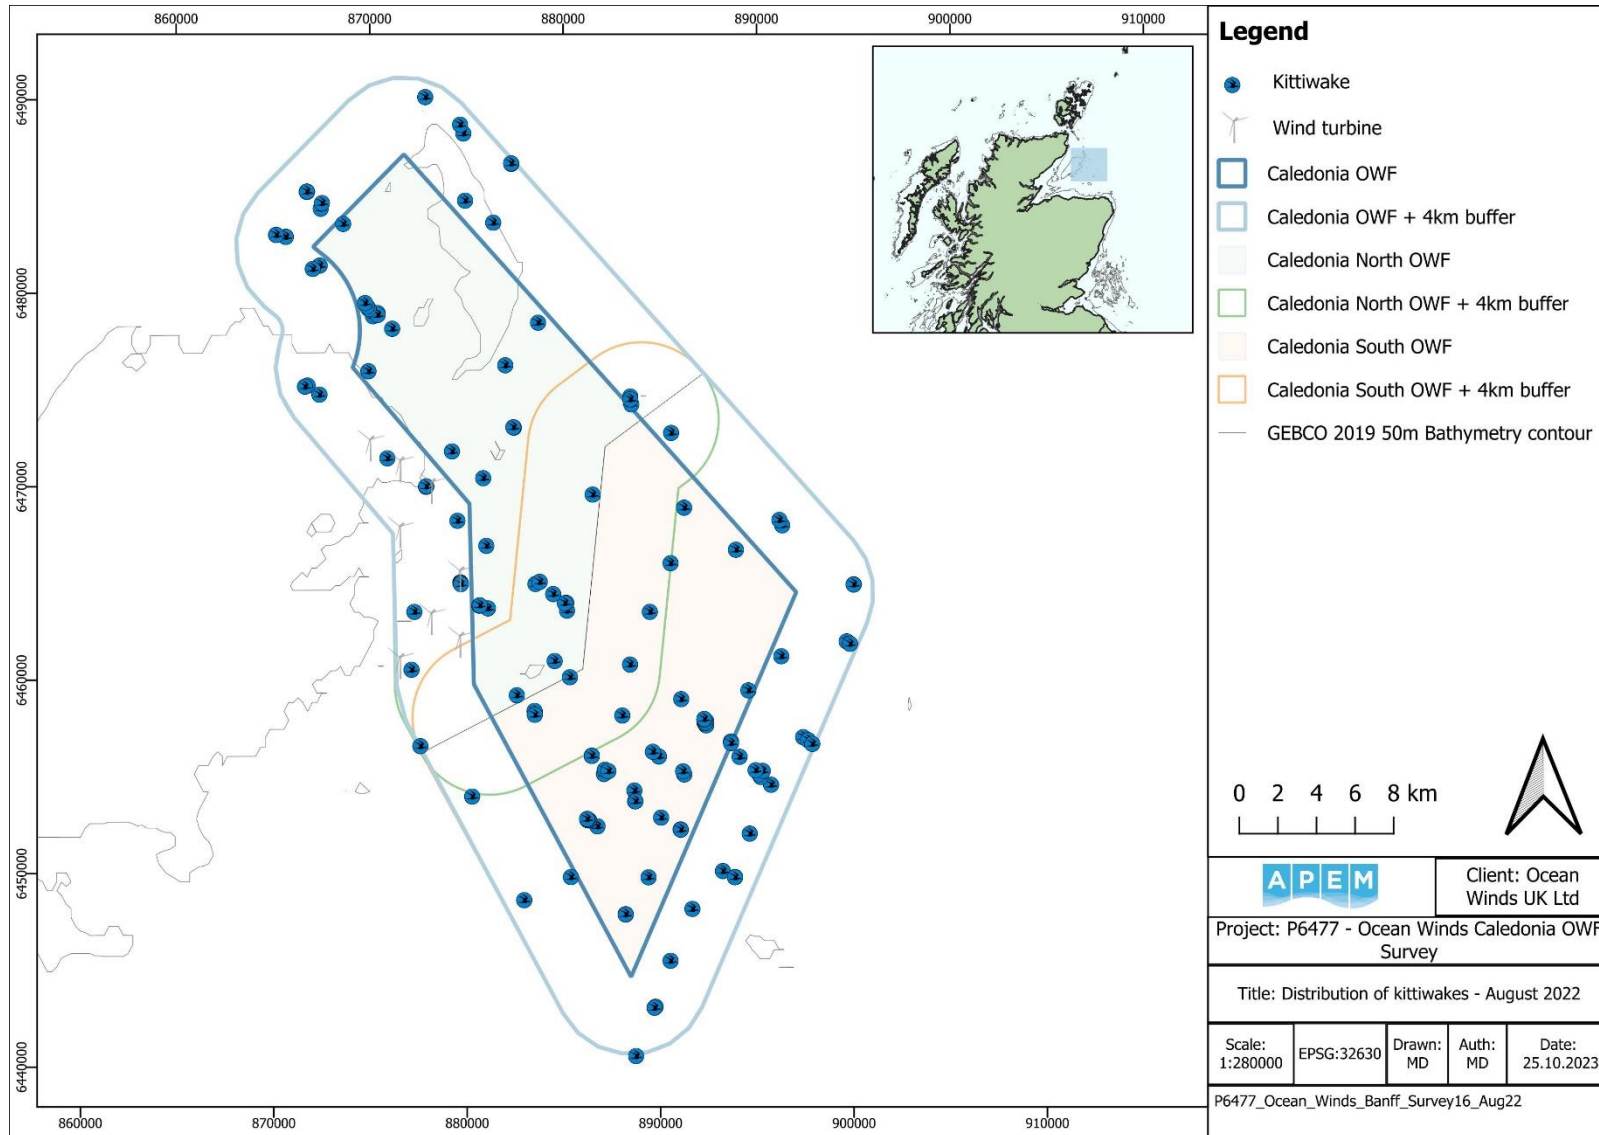 860000 870000 880000 890000 900000 910000
6490000
6480000
6470000
6460000
6450000
6440000
860000 870000 880000 890000 900000 910000
Legend
Kittiwake
Wind turbine
Caledonia OWF
Caledonia OWF + 4km buffer
Caledonia North OWF
Caledonia North OWF + 4km buffer
Caledonia South OWF
Caledonia South OWF + 4km buffer
GEBCO 2019 50m Bathymetry contour
0 2 4 6 8 km
APEM
Client: Ocean
Winds UK Ltd
Project: P6477 - Ocean Winds Caledonia OWF
Survey
Title: Distribution of kittiwakes - August 2022
Scale:
1:280000
EPSG:32630
Drawn:
MD
Auth:
MD
Date:
25.10.2023
P6477_Ocean_Winds_Banff_Survey16_Aug22